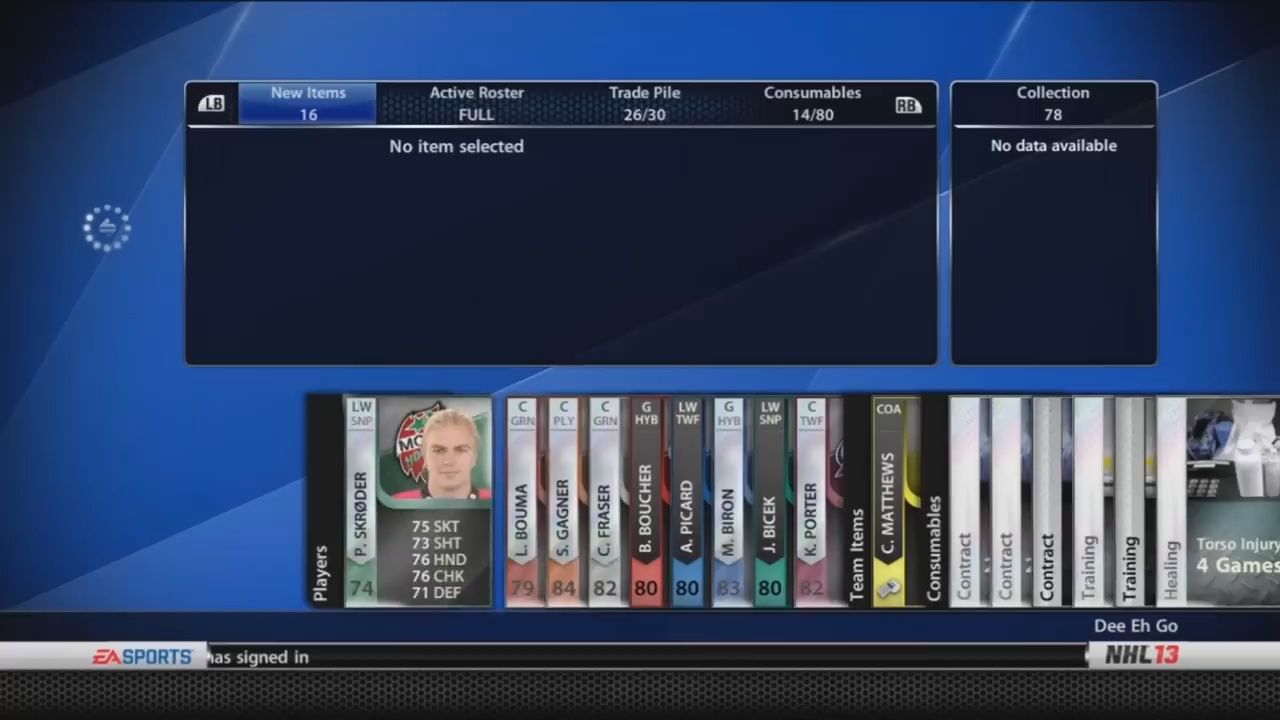 LB
New Items
16
Active Roster
FULL
Trade Pile
26/30
Consumables
14/80
RB
Collection
78
No item selected
No data available
Players
LW
SNP
P. SKRØDER
74
75 SKT
73 SHT
76 HND
76 CHK
71 DEF
C
GRN
L. BOUMA
79
C
PLY
S. GAGNER
84
C
GRN
C. FRASER
82
G
HYB
B. BOUCHER
80
LW
TWF
A. PICARD
80
G
HYB
M. BIRON
83
LW
SNP
J. BICEK
80
C
TWF
K. PORTER
82
Team Items
COA
C. MATTHEWS
Consumables
Contract
Contract
Contract
Training
Training
Healing
Torso Injury
4 Games
Dee Eh Go
EA SPORTS
has signed in
NHL 13